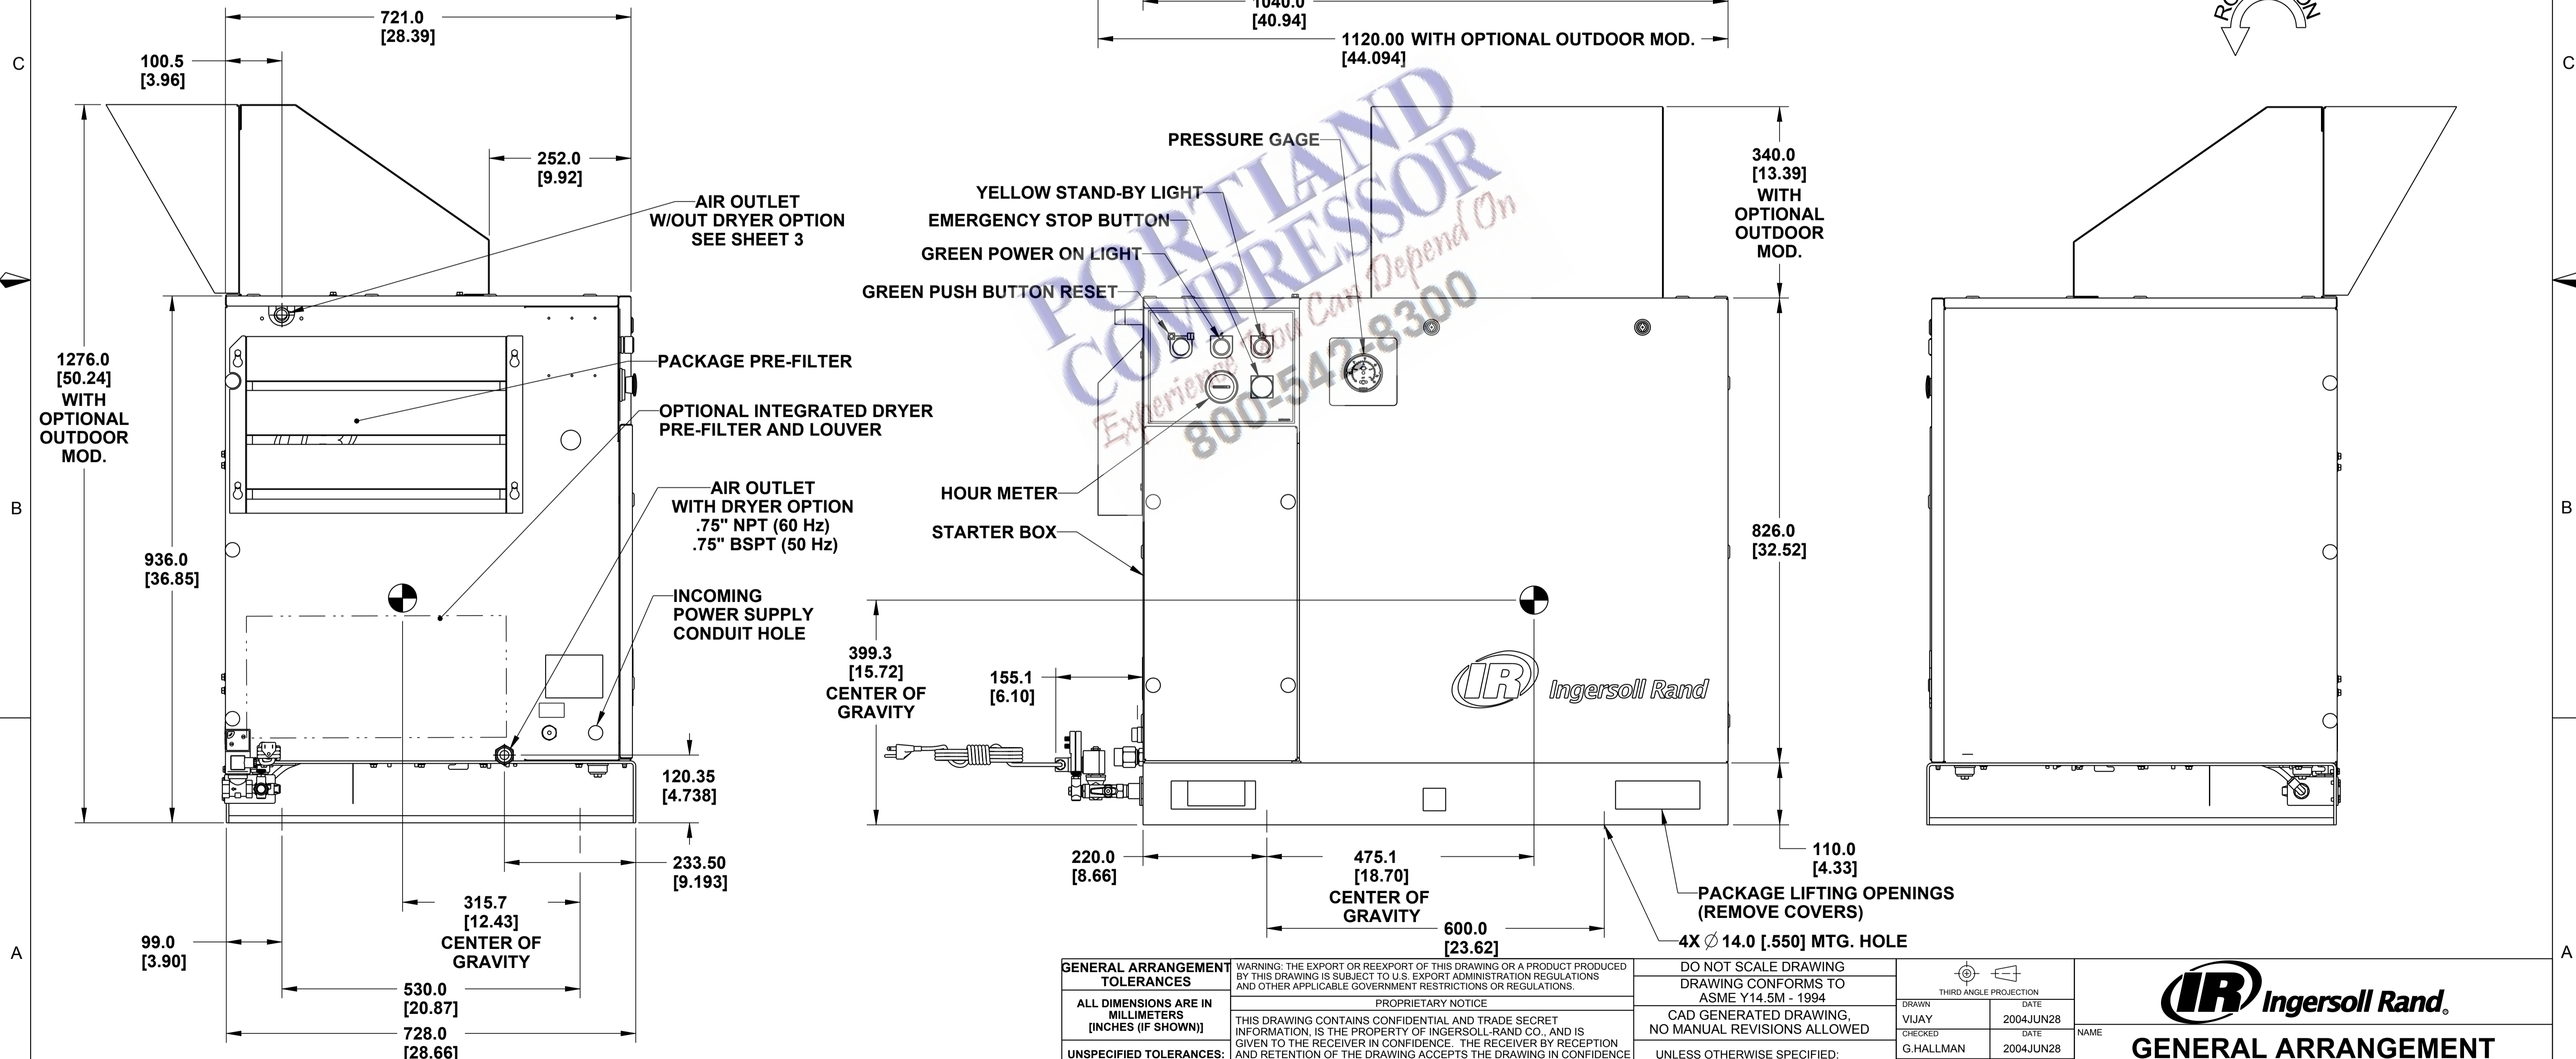 721.0
[28.39]
1040.0
[40.94]
1120.00 WITH OPTIONAL OUTDOOR MOD.
[44.094]
C
C
100.5
[3.96]
252.0
[9.92]
AIR OUTLET
W/OUT DRYER OPTION
SEE SHEET 3
PACKAGE PRE-FILTER
OPTIONAL INTEGRATED DRYER
PRE-FILTER AND LOUVER
AIR OUTLET
WITH DRYER OPTION
.75" NPT (60 Hz)
.75" BSPT (50 Hz)
INCOMING
POWER SUPPLY
CONDUIT HOLE
1276.0
[50.24]
WITH
OPTIONAL
OUTDOOR
MOD.
936.0
[36.85]
B
120.35
[4.738]
233.50
[9.193]
315.7
[12.43]
CENTER OF
GRAVITY
99.0
[3.90]
530.0
[20.87]
728.0
[28.66]
A
PRESSURE GAGE
YELLOW STAND-BY LIGHT
EMERGENCY STOP BUTTON
GREEN POWER ON LIGHT
GREEN PUSH BUTTON RESET
HOUR METER
STARTER BOX
PORTLAND
COMPRESSOR
Experience You Can Depend On
800-542-8300
340.0
[13.39]
WITH
OPTIONAL
OUTDOOR
MOD.
826.0
[32.52]
B
399.3
[15.72]
CENTER OF
GRAVITY
155.1
[6.10]
IR Ingersoll Rand
220.0
[8.66]
475.1
[18.70]
CENTER OF
GRAVITY
600.0
[23.62]
110.0
[4.33]
PACKAGE LIFTING OPENINGS
(REMOVE COVERS)
4X ∅ 14.0 [.550] MTG. HOLE
A
GENERAL ARRANGEMENT
TOLERANCES
ALL DIMENSIONS ARE IN
MILLIMETERS
[INCHES (IF SHOWN)]
UNSPECIFIED TOLERANCES:
WARNING: THE EXPORT OR REEXPORT OF THIS DRAWING OR A PRODUCT PRODUCED
BY THIS DRAWING IS SUBJECT TO U.S. EXPORT ADMINISTRATION REGULATIONS
AND OTHER APPLICABLE GOVERNMENT RESTRICTIONS OR REGULATIONS.
PROPRIETARY NOTICE
THIS DRAWING CONTAINS CONFIDENTIAL AND TRADE SECRET
INFORMATION, IS THE PROPERTY OF INGERSOLL-RAND CO., AND IS
GIVEN TO THE RECEIVER IN CONFIDENCE. THE RECEIVER BY RECEPTION
AND RETENTION OF THE DRAWING ACCEPTS THE DRAWING IN CONFIDENCE
DO NOT SCALE DRAWING
DRAWING CONFORMS TO
ASME Y14.5M - 1994
CAD GENERATED DRAWING,
NO MANUAL REVISIONS ALLOWED
UNLESS OTHERWISE SPECIFIED:
THIRD ANGLE PROJECTION
DRAWN DATE
VIJAY 2004JUN28
CHECKED DATE
G.HALLMAN 2004JUN28
IR Ingersoll Rand®
NAME
GENERAL ARRANGEMENT